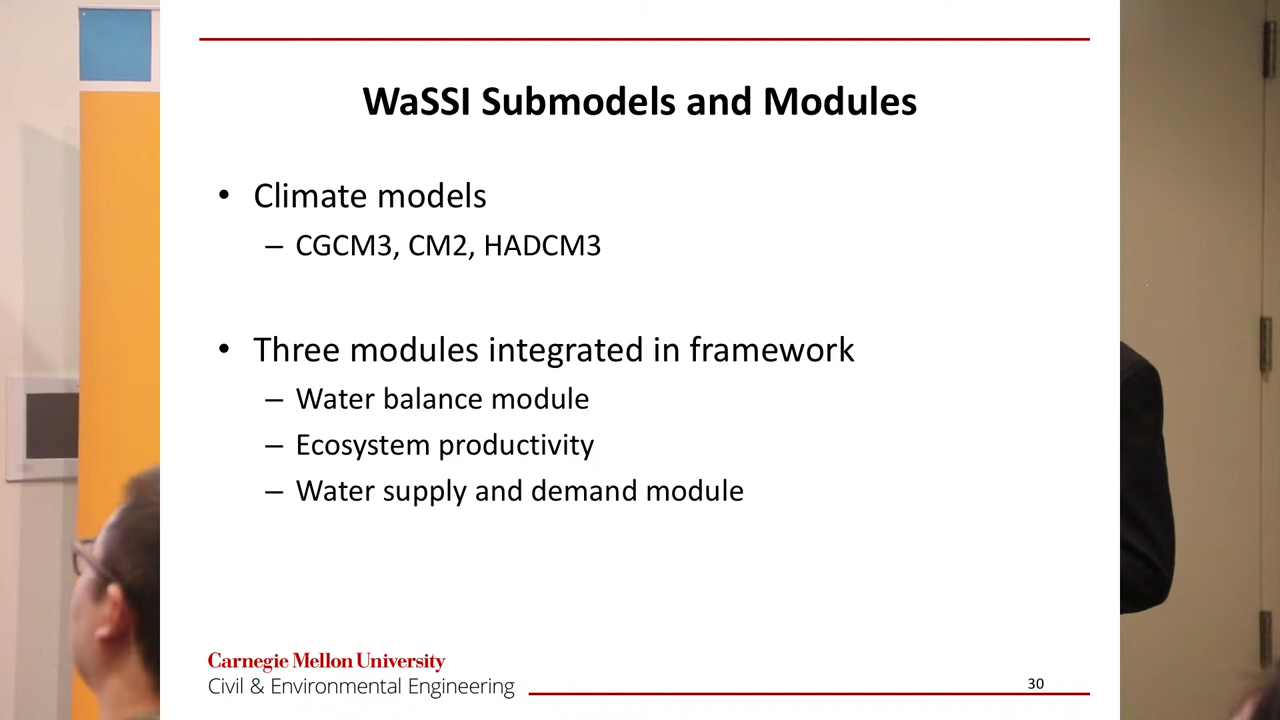 WaSSI Submodels and Modules
• Climate models
– CGCM3, CM2, HADCM3
• Three modules integrated in framework
– Water balance module
– Ecosystem productivity
– Water supply and demand module
Carnegie Mellon University
Civil & Environmental Engineering
30